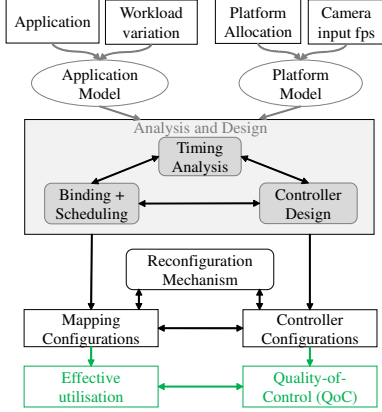 Application
Workload
variation
Platform
Allocation
Camera
input fps
Application
Model
Platform
Model
Analysis and Design
Timing
Analysis
Binding +
Scheduling
Controller
Design
Reconfiguration
Mechanism
Mapping
Configurations
Controller
Configurations
Effective
utilisation
Quality-of-
Control (QoC)